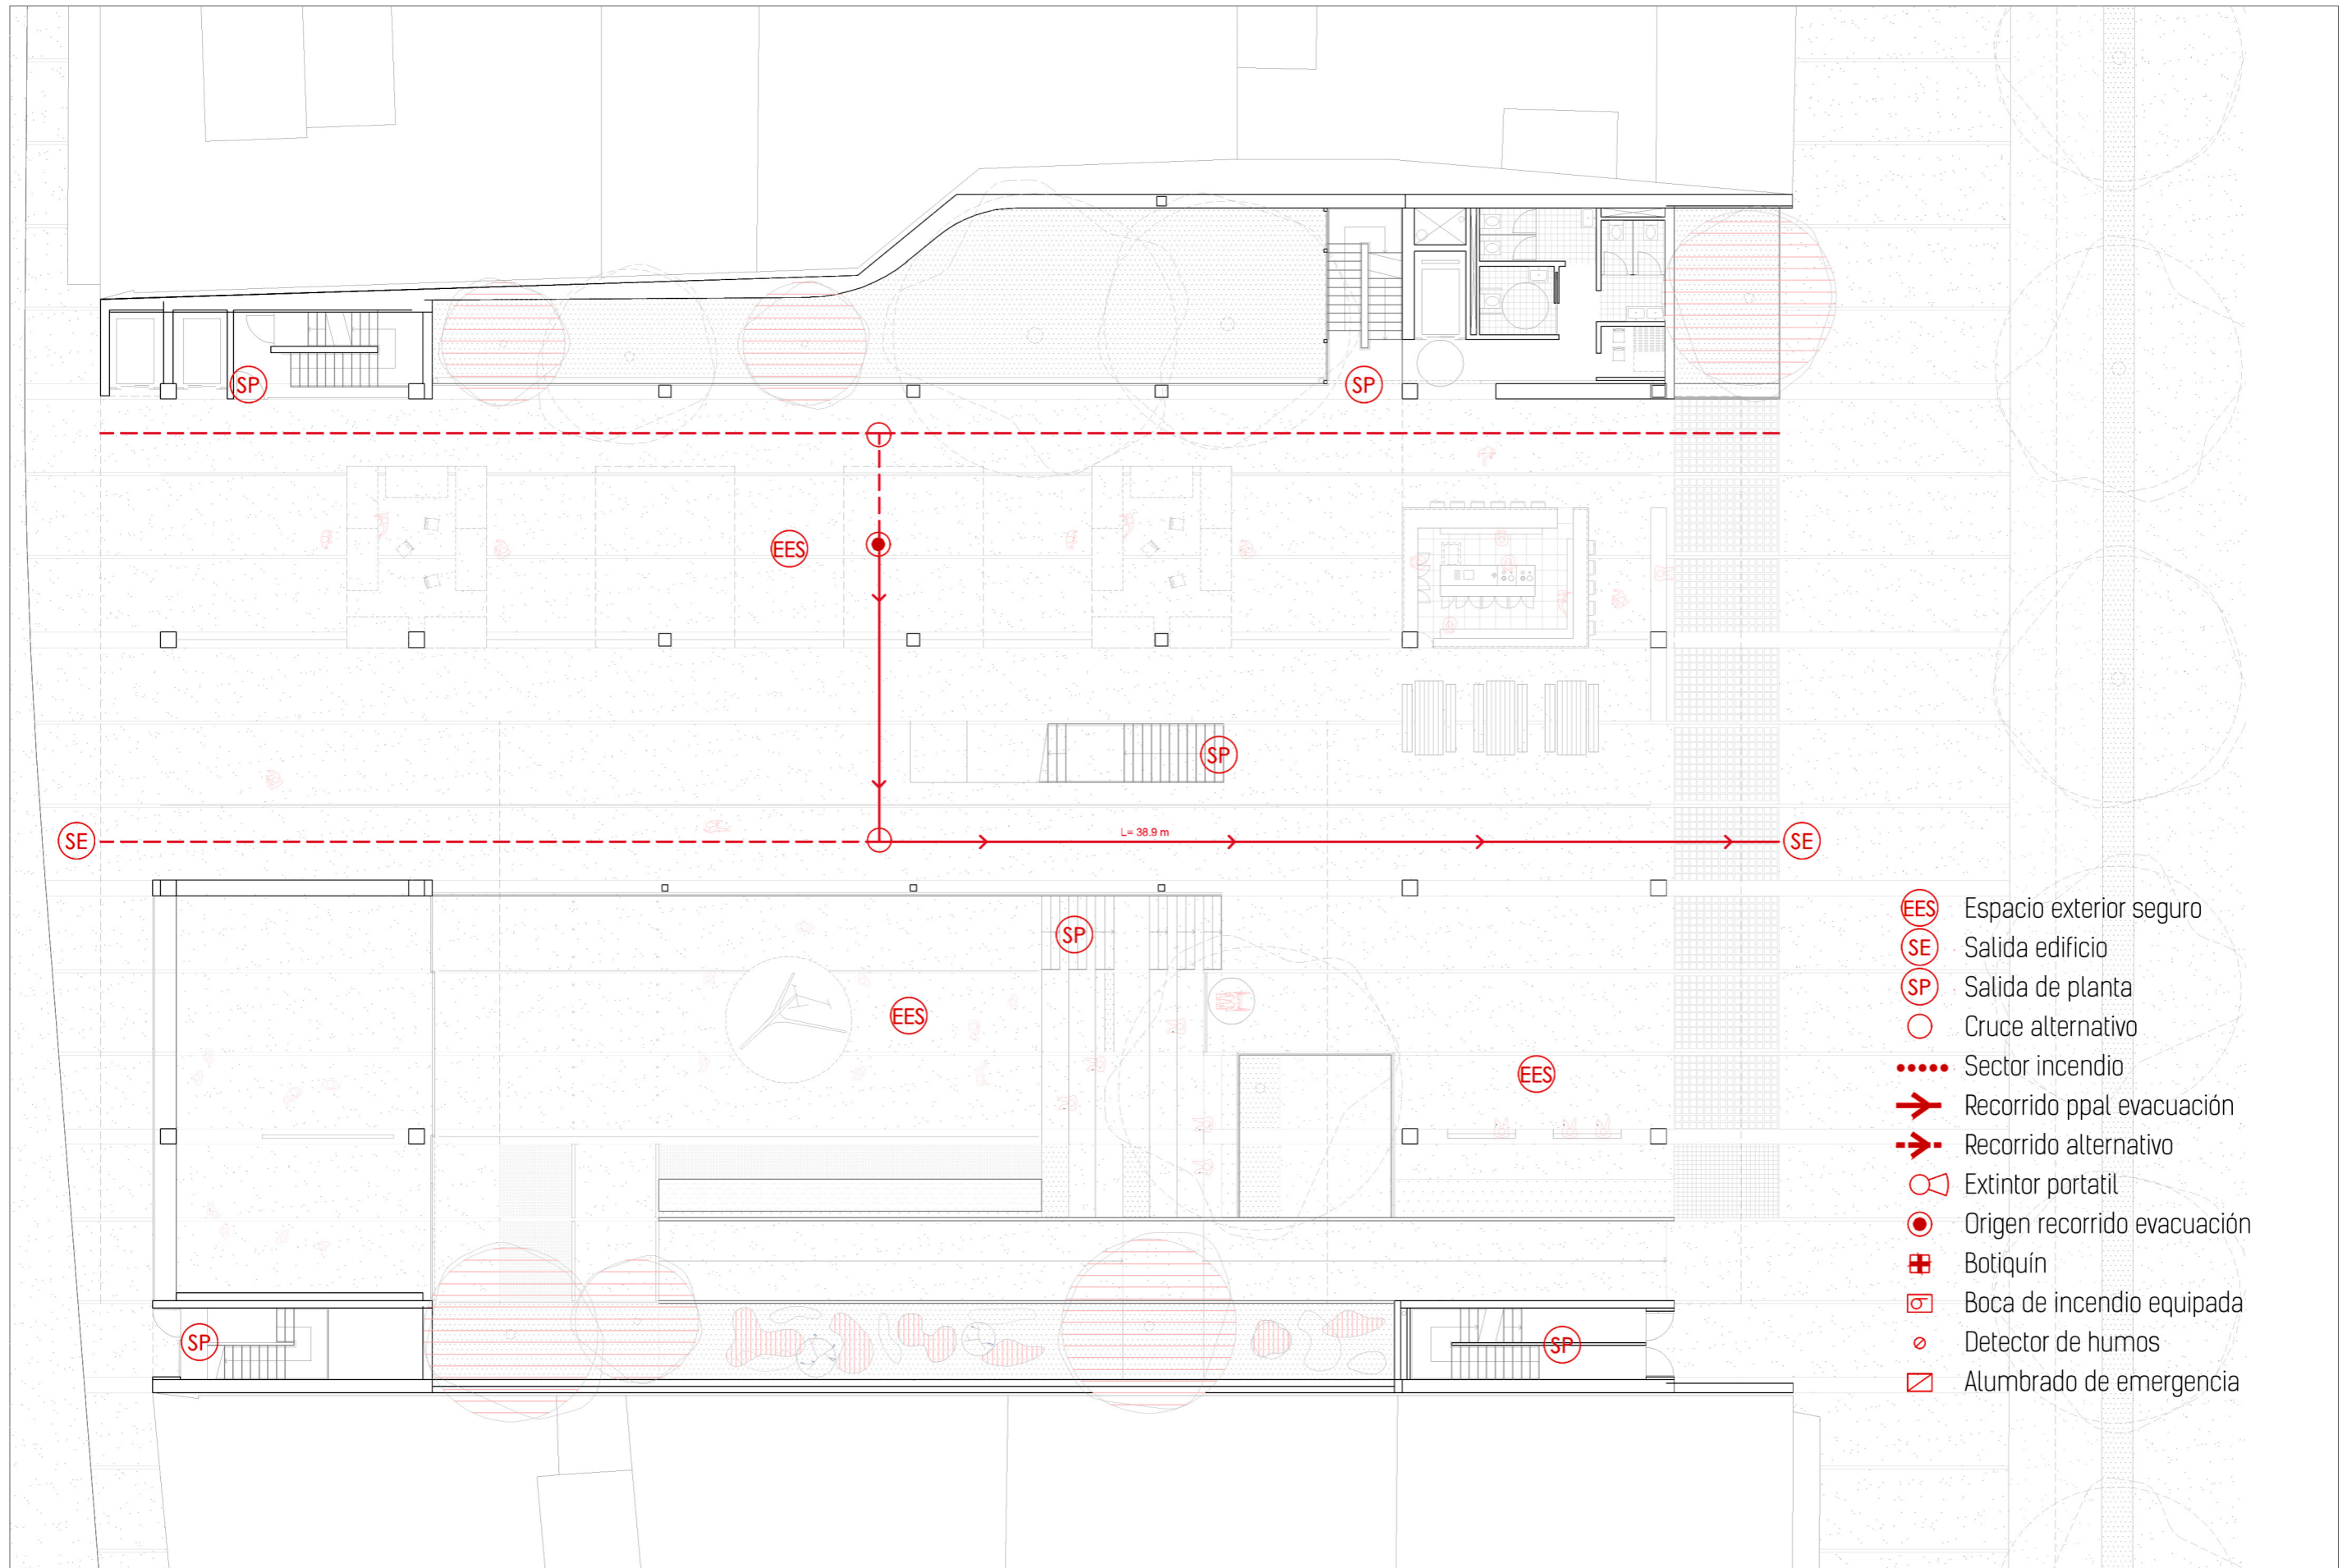 SP
SP
EES
SP
L= 38.9 m
SE
SE
SP
EES
EES
SP
SP
EES Espacio exterior seguro
SE Salida edificio
SP Salida de planta
Cruce alternativo
Sector incendio
Recorrido ppal evacuación
Recorrido alternativo
Extintor portatil
Origen recorrido evacuación
Botiquín
Boca de incendio equipada
Detector de humos
Alumbrado de emergencia